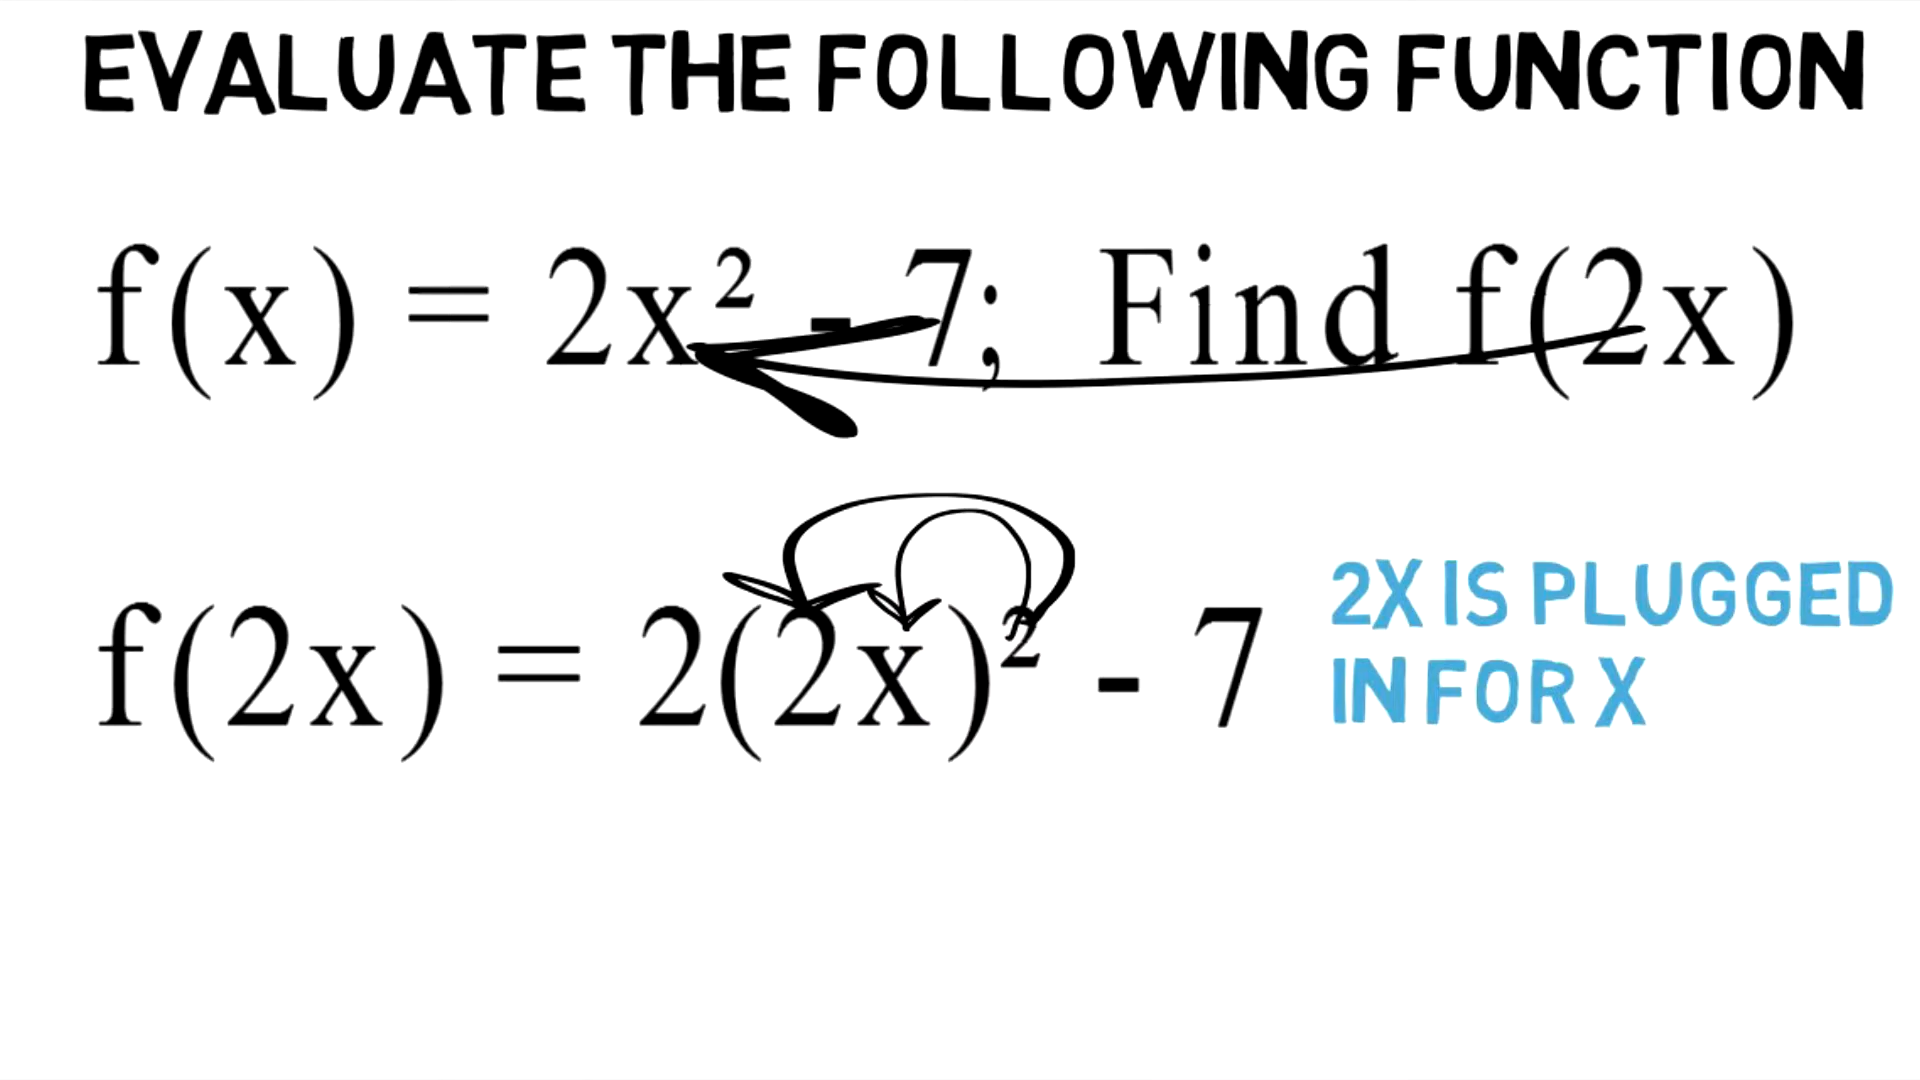 EVALUATE THE FOLLOWING FUNCTION
f(x) = 2x² - 7; Find f(2x)
f(2x) = 2(2x)² - 7
2X IS PLUGGED
IN FOR X